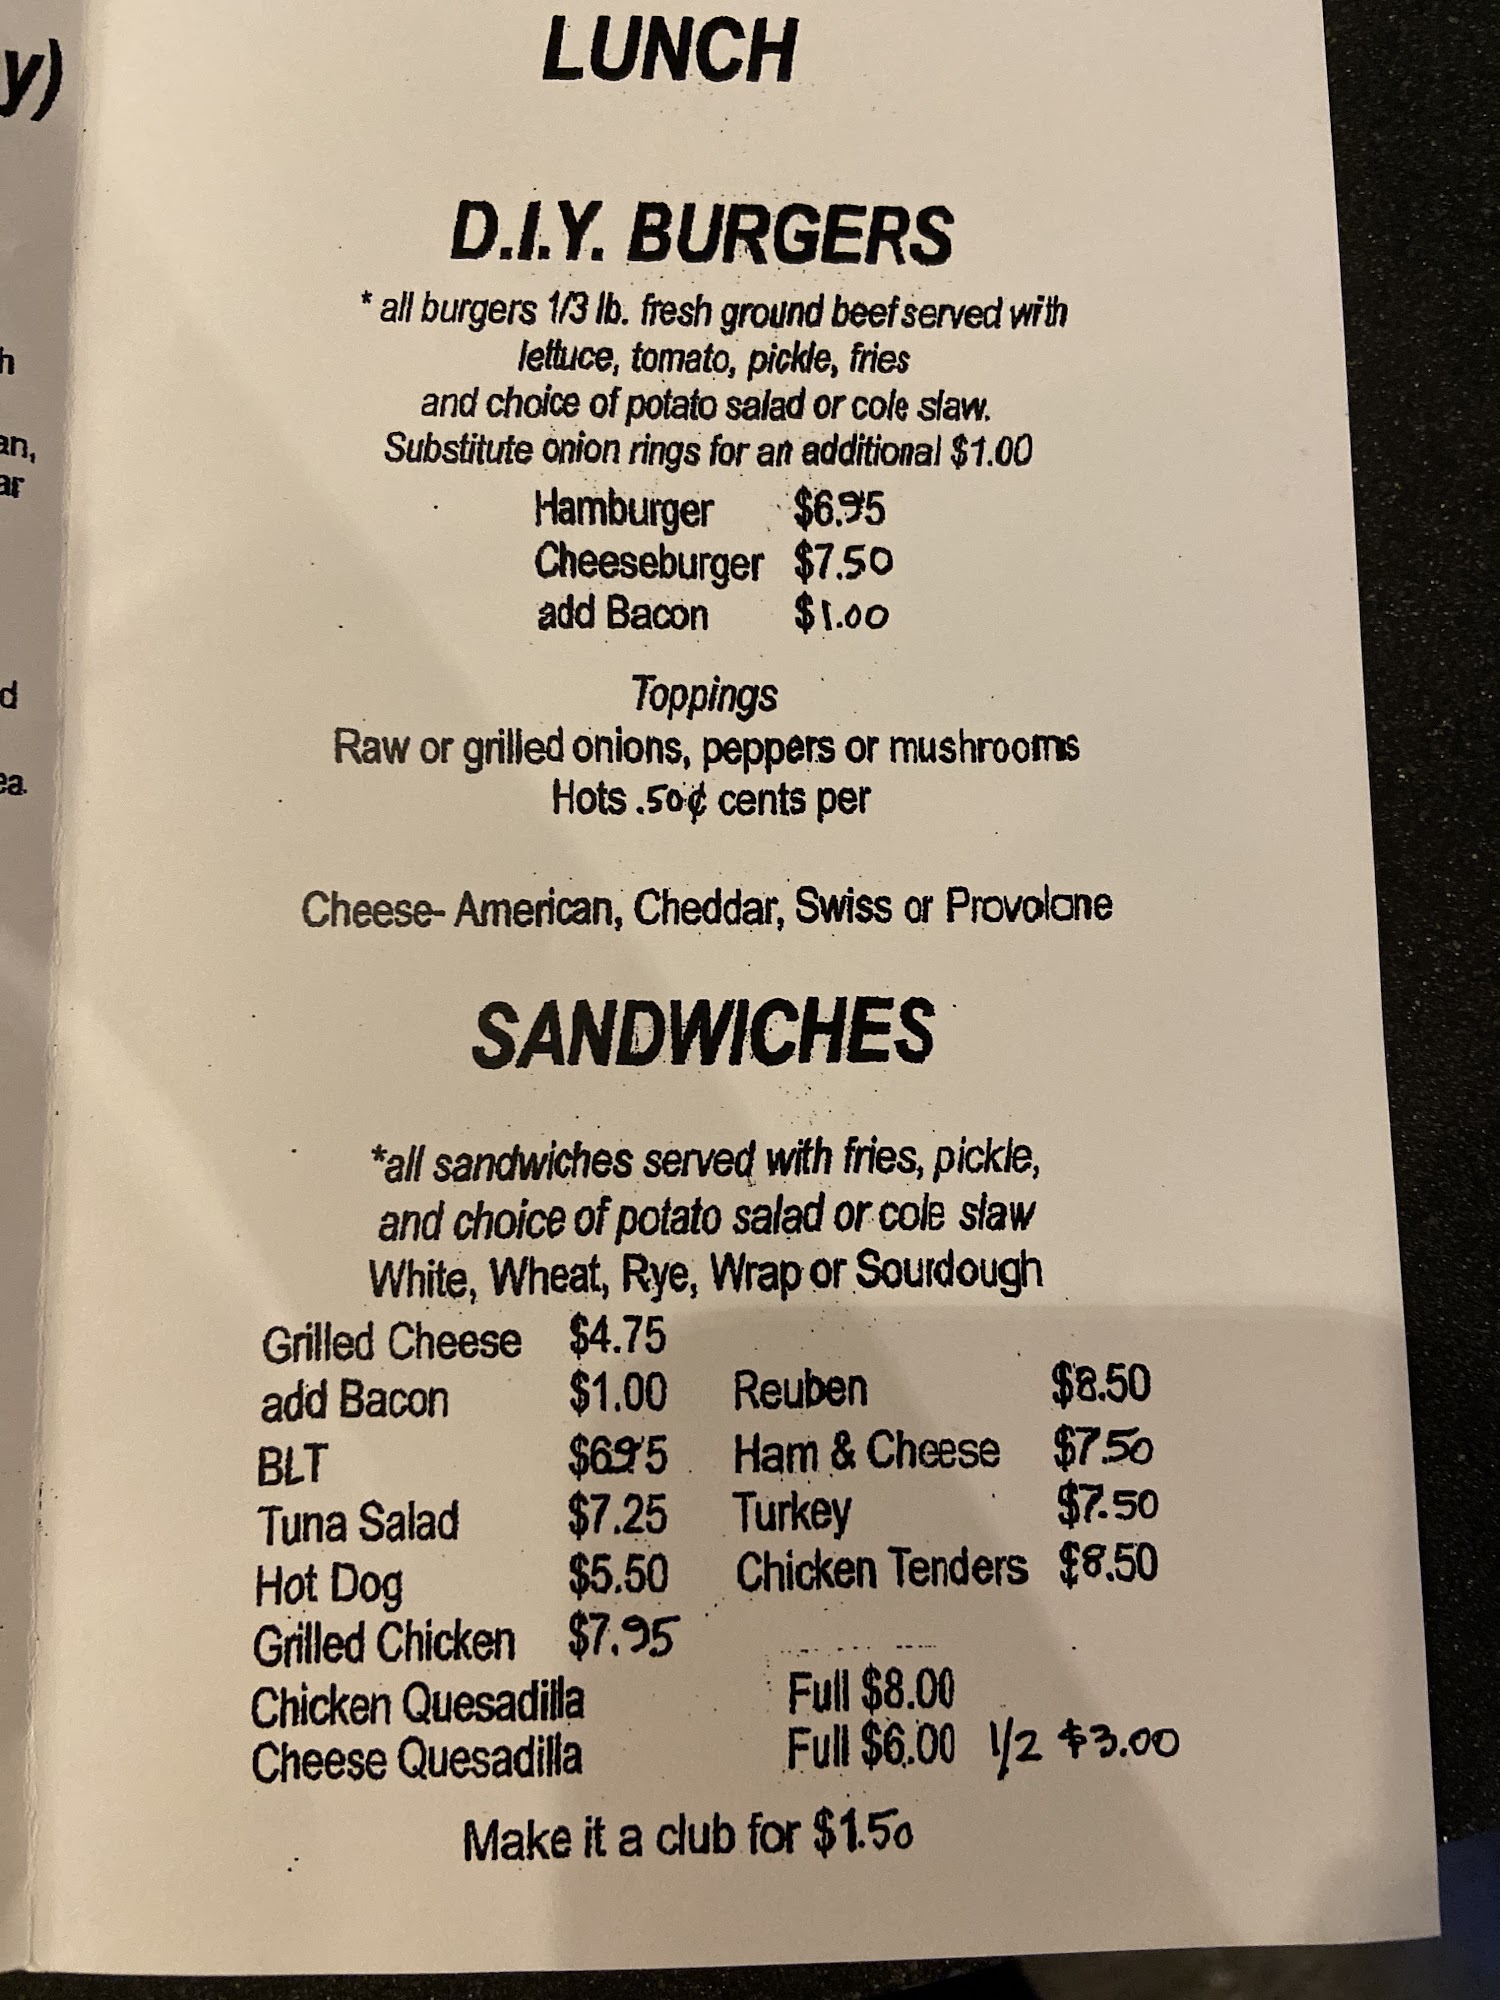 y)
h
an,
ar
d
ea.
LUNCH
D.I.Y. BURGERS
* all burgers 1/3 lb. fresh ground beef served with
lettuce, tomato, pickle, fries
and choice of potato salad or cole slaw.
Substitute onion rings for an additional $1.00
Hamburger $6.95
Cheeseburger $7.50
add Bacon $1.00
Toppings
Raw or grilled onions, peppers or mushrooms
Hots .50¢ cents per
Cheese- American, Cheddar, Swiss or Provolone
SANDWICHES
*all sandwiches served with fries, pickle,
and choice of potato salad or cole slaw
White, Wheat, Rye, Wrap or Sourdough
Grilled Cheese $4.75
add Bacon $1.00 Reuben $8.50
BLT $6.95 Ham & Cheese $7.50
Tuna Salad $7.25 Turkey $7.50
Hot Dog $5.50 Chicken Tenders $8.50
Grilled Chicken $7.95
Chicken Quesadilla Full $8.00
Cheese Quesadilla Full $6.00 1/2 $3.00
Make it a club for $1.50